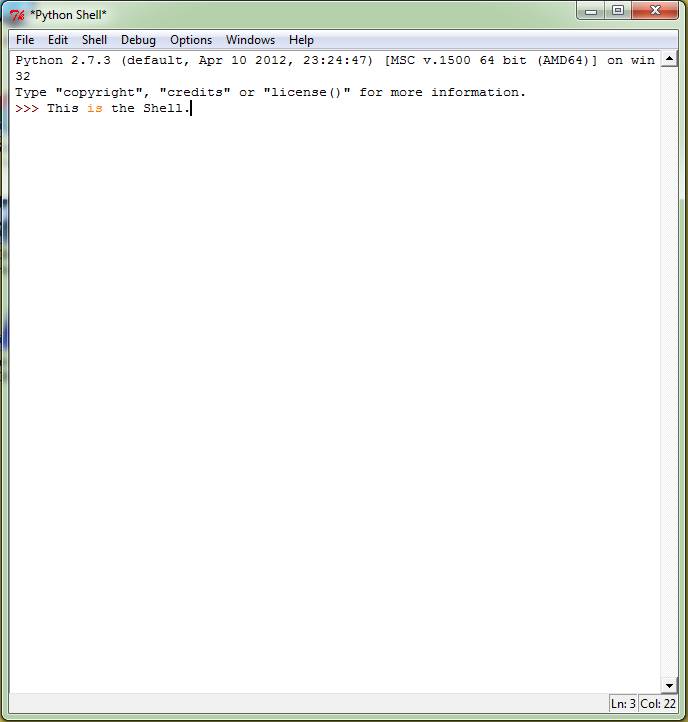 *Python Shell*
File Edit Shell Debug Options Windows Help
Python 2.7.3 (default, Apr 10 2012, 23:24:47) [MSC v.1500 64 bit (AMD64)] on win
32
Type "copyright", "credits" or "license()" for more information.
>>> This is the Shell.
Ln: 3 Col: 22